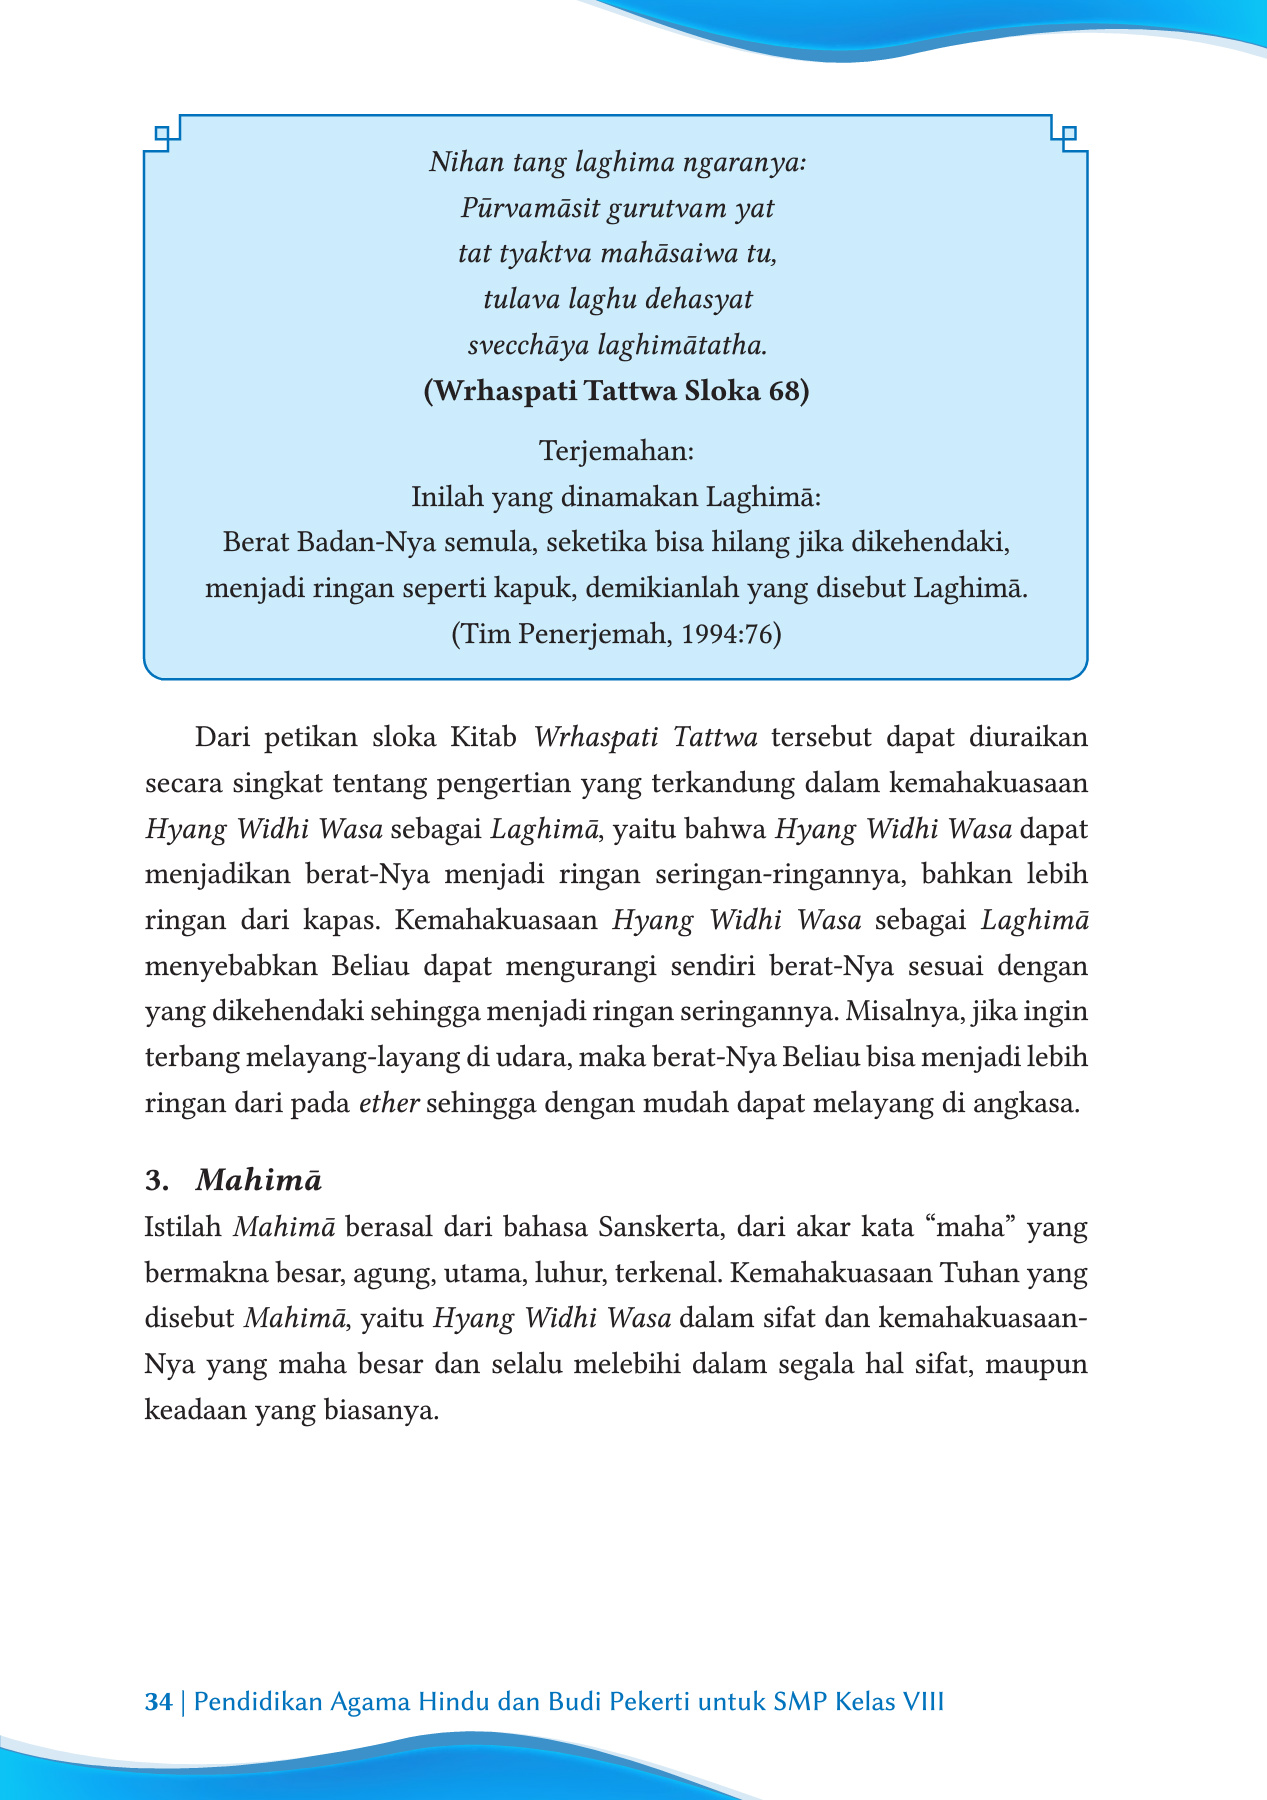 Nihan tang laghima ngaranya:
Pūrvamāsit gurutvam yat
tat tyaktva mahāsaiwa tu,
tulava laghu dehasyat
svecchāya laghimātatha.
(Wrhaspati Tattwa Sloka 68)
Terjemahan:
Inilah yang dinamakan Laghimā:
Berat Badan-Nya semula, seketika bisa hilang jika dikehendaki,
menjadi ringan seperti kapuk, demikianlah yang disebut Laghimā.
(Tim Penerjemah, 1994:76)
Dari petikan sloka Kitab Wrhaspati Tattwa tersebut dapat diuraikan
secara singkat tentang pengertian yang terkandung dalam kemahakuasaan
Hyang Widhi Wasa sebagai Laghimā, yaitu bahwa Hyang Widhi Wasa dapat
menjadikan berat-Nya menjadi ringan seringan-ringannya, bahkan lebih
ringan dari kapas. Kemahakuasaan Hyang Widhi Wasa sebagai Laghimā
menyebabkan Beliau dapat mengurangi sendiri berat-Nya sesuai dengan
yang dikehendaki sehingga menjadi ringan seringannya. Misalnya, jika ingin
terbang melayang-layang di udara, maka berat-Nya Beliau bisa menjadi lebih
ringan dari pada ether sehingga dengan mudah dapat melayang di angkasa.
3. Mahimā
Istilah Mahimā berasal dari bahasa Sanskerta, dari akar kata “maha” yang
bermakna besar, agung, utama, luhur, terkenal. Kemahakuasaan Tuhan yang
disebut Mahimā, yaitu Hyang Widhi Wasa dalam sifat dan kemahakuasaan-
Nya yang maha besar dan selalu melebihi dalam segala hal sifat, maupun
keadaan yang biasanya.
34 | Pendidikan Agama Hindu dan Budi Pekerti untuk SMP Kelas VIII